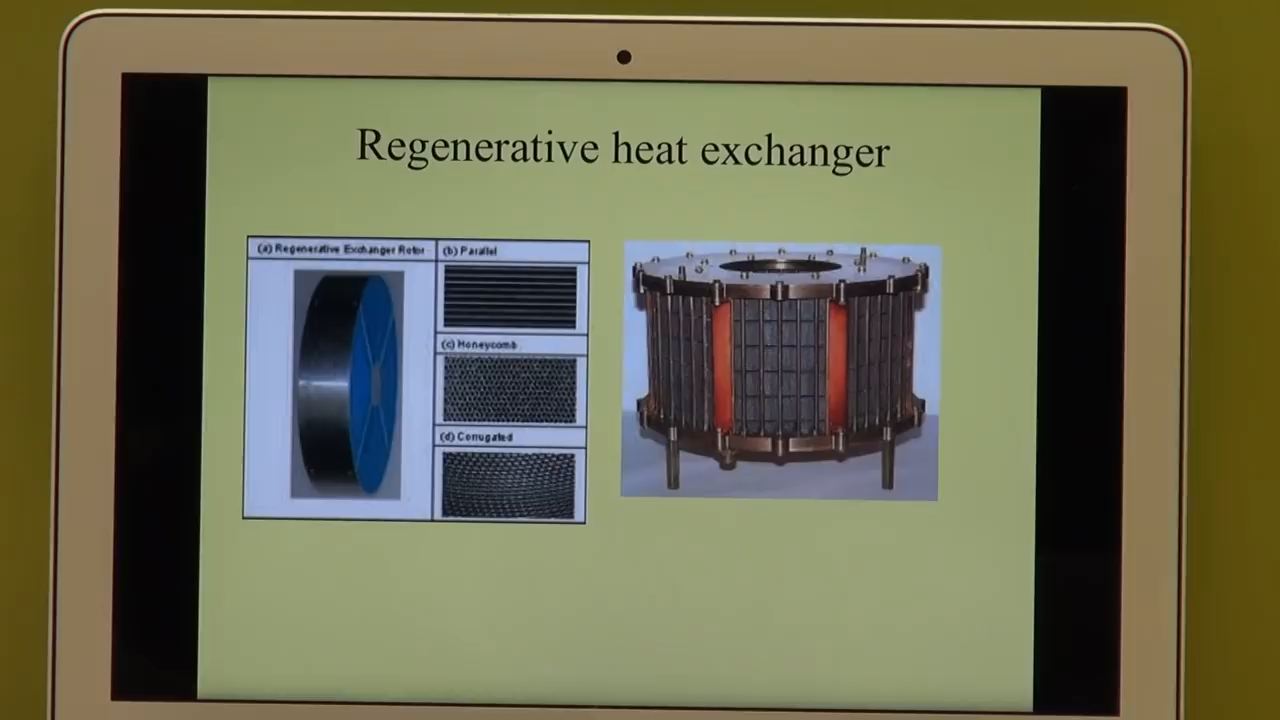 Regenerative heat exchanger
(a) Regenerative Exchanger Rotor
(b) Parallel
(c) Honeycomb
(d) Corrugated